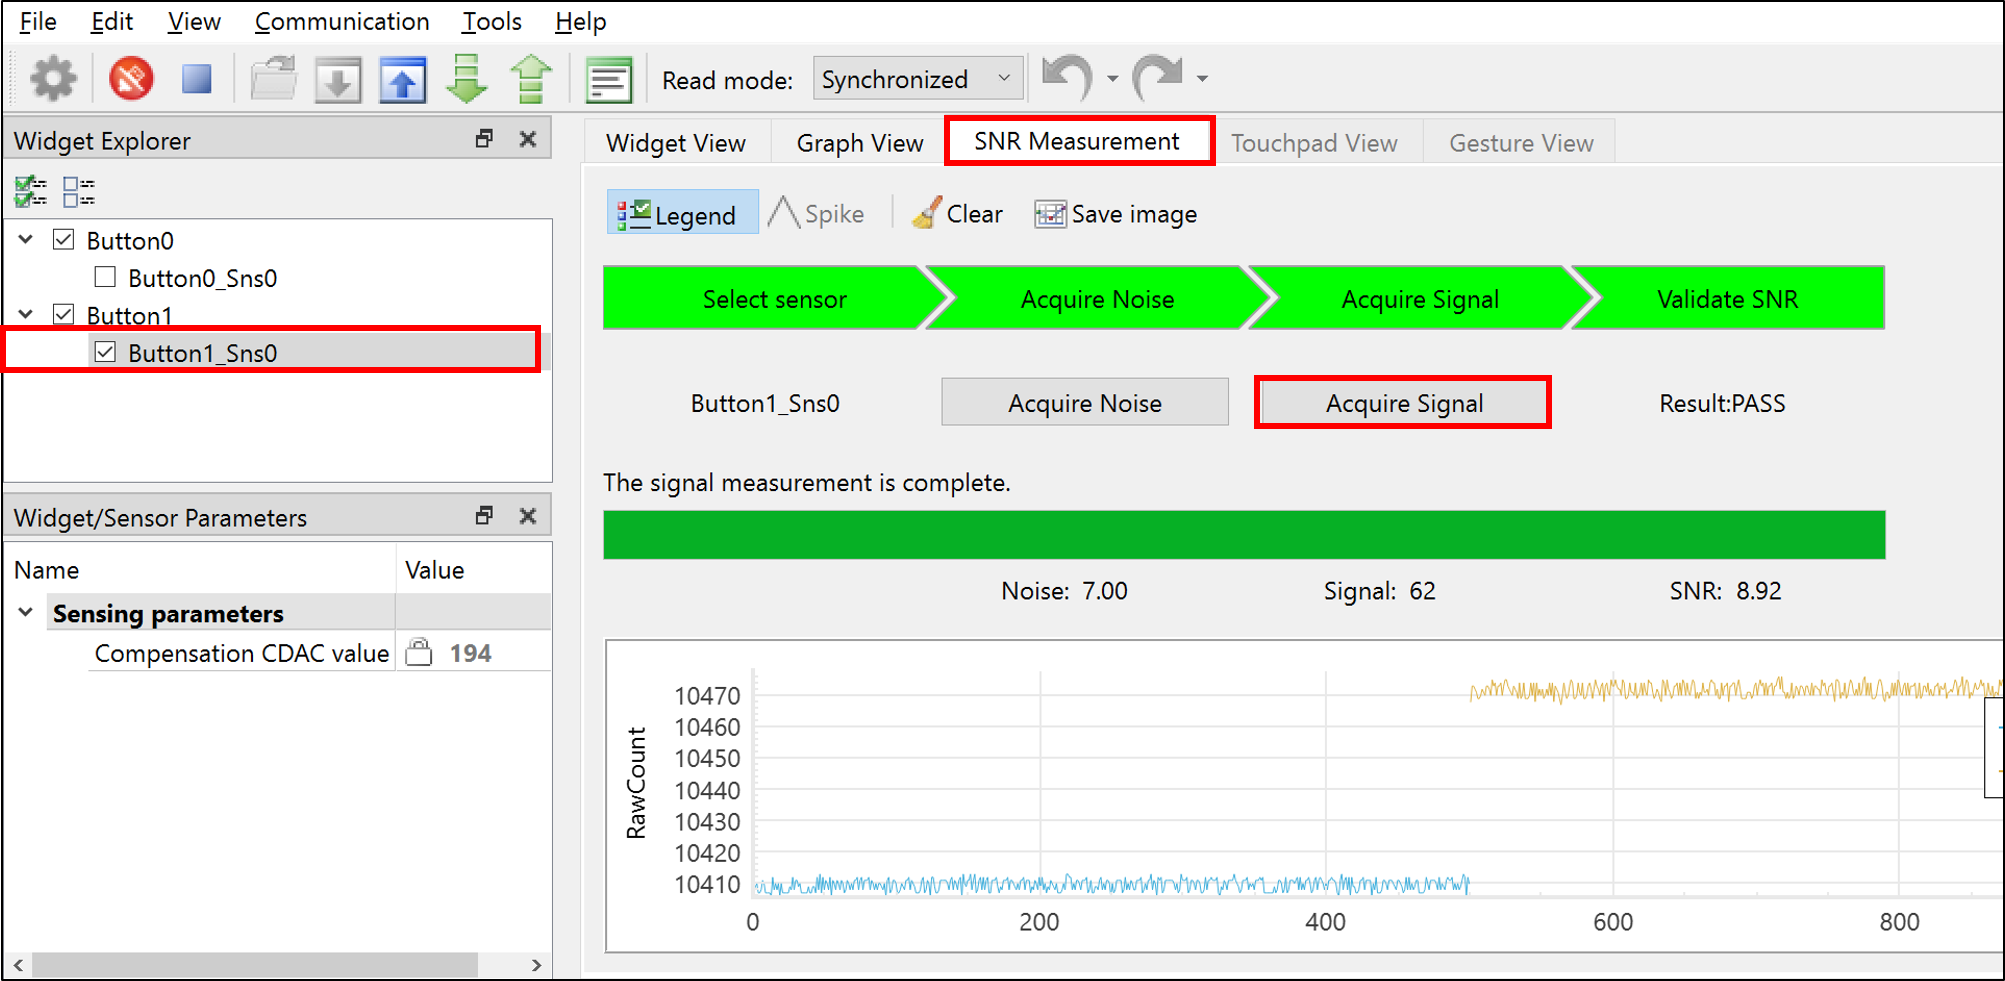 File Edit View Communication Tools Help
Read mode: Synchronized
Widget Explorer
Button0
Button0_Sns0
Button1
Button1_Sns0
Widget/Sensor Parameters
Name Value
Sensing parameters
Compensation CDAC value 194
Widget View Graph View SNR Measurement Touchpad View Gesture View
Legend Spike Clear Save image
Select sensor Acquire Noise Acquire Signal Validate SNR
Button1_Sns0 Acquire Noise Acquire Signal Result:PASS
The signal measurement is complete.
Noise: 7.00 Signal: 62 SNR: 8.92
RawCount
10470
10460
10450
10440
10430
10420
10410
0 200 400 600 800